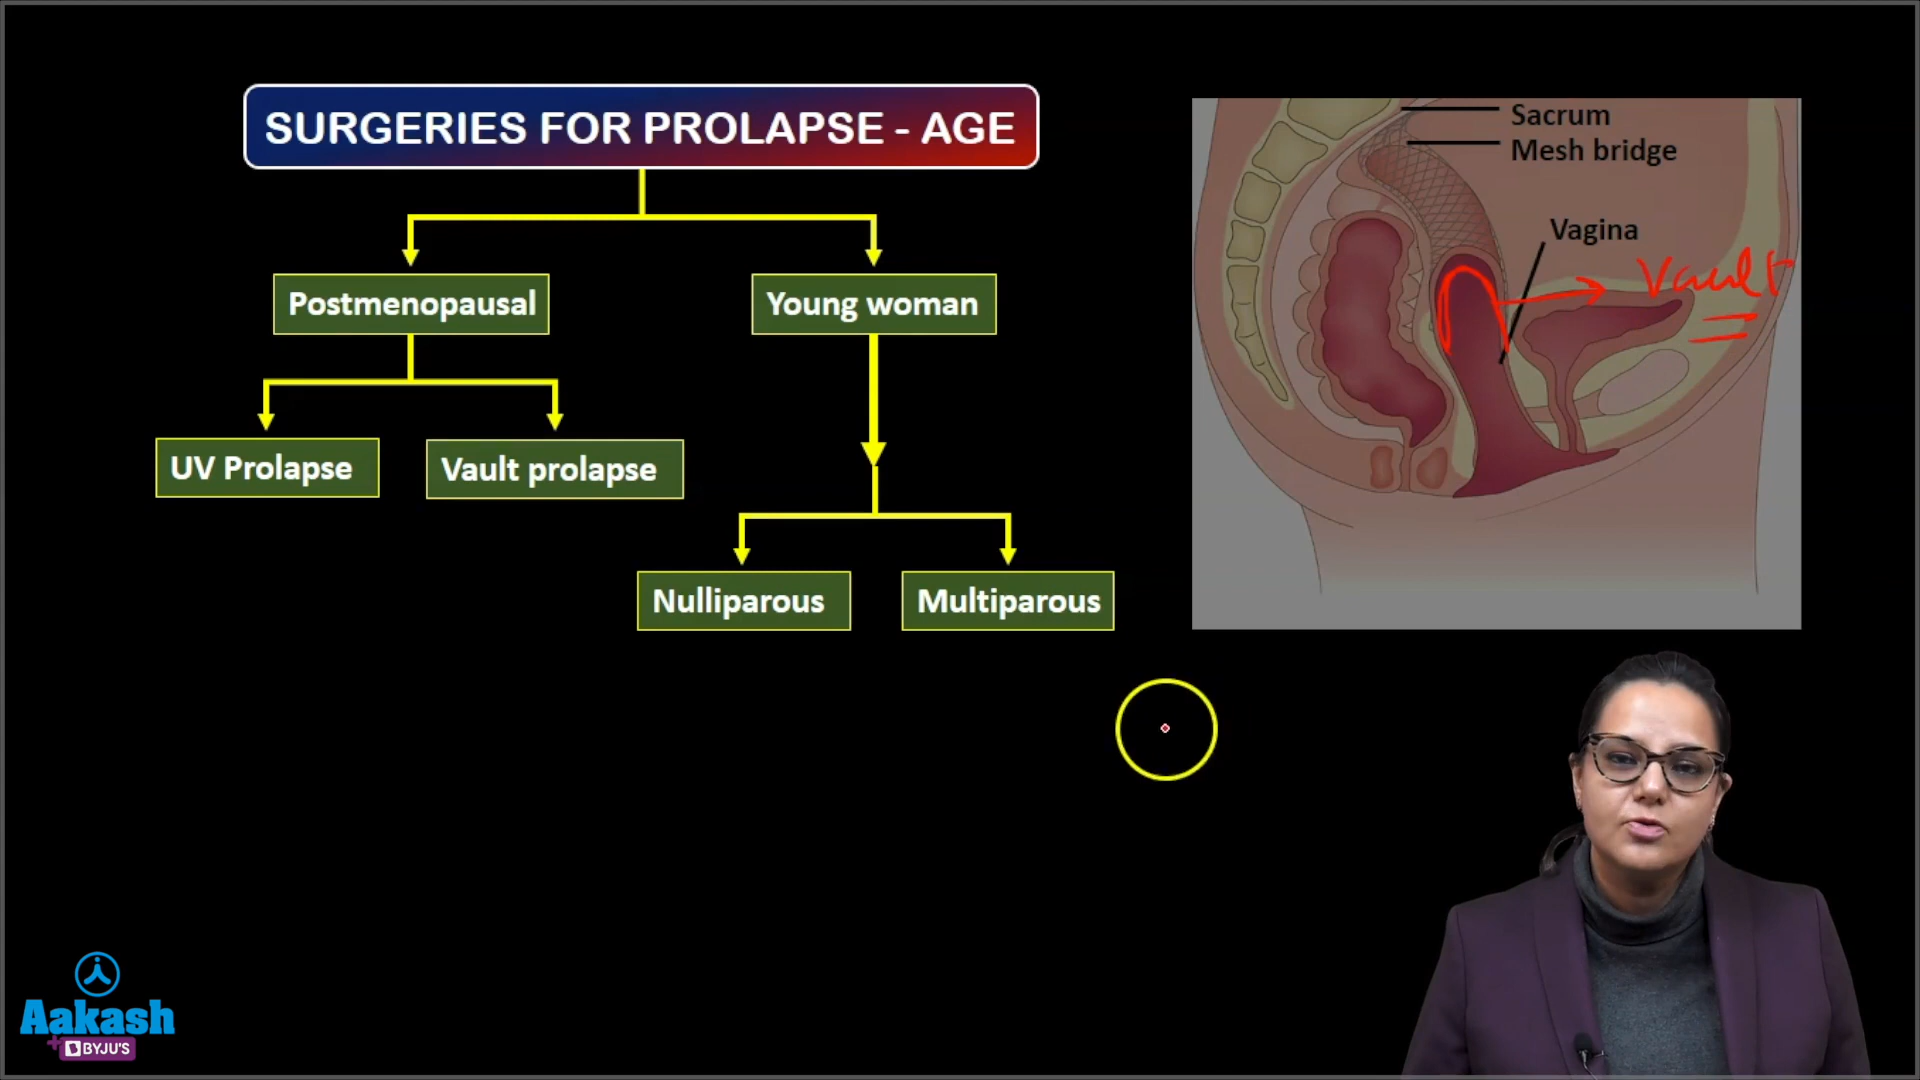 SURGERIES FOR PROLAPSE - AGE
Postmenopausal
Young woman
UV Prolapse
Vault prolapse
Nulliparous
Multiparous
Sacrum
Mesh bridge
Vagina
Vault
Aakash
+ BYJU'S